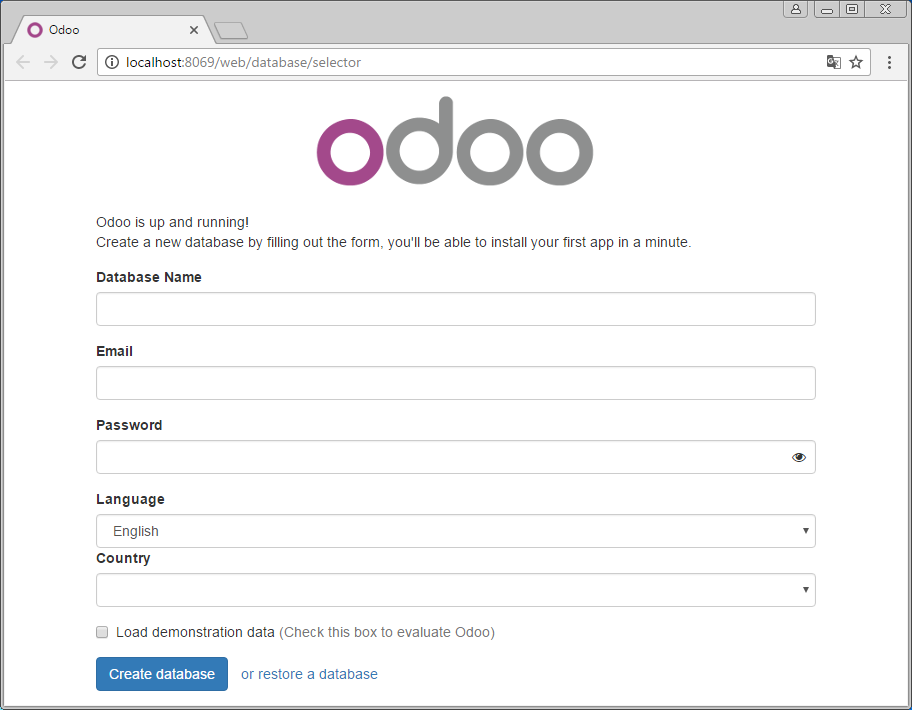 Odoo
localhost:8069/web/database/selector
odoo
Odoo is up and running!
Create a new database by filling out the form, you'll be able to install your first app in a minute.
Database Name
Email
Password
Language
English
Country
Load demonstration data (Check this box to evaluate Odoo)
Create database or restore a database